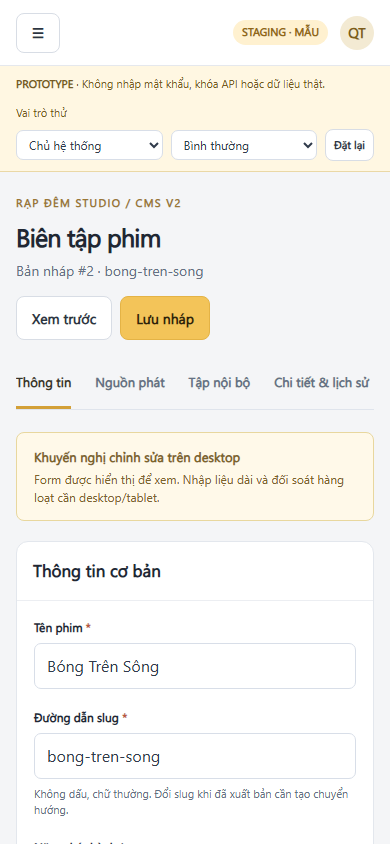 ☰
STAGING · MẪU
QT
PROTOTYPE · Không nhập mật khẩu, khóa API hoặc dữ liệu thật.
Vai trò thử
Chủ hệ thống
Bình thường
Đặt lại
RẠP ĐÊM STUDIO / CMS V2
Biên tập phim
Bản nháp #2 · bong-tren-song
Xem trước
Lưu nháp
Thông tin
Nguồn phát
Tập nội bộ
Chi tiết & lịch sử
Khuyến nghị chỉnh sửa trên desktop
Form được hiển thị để xem. Nhập liệu dài và đối soát hàng
loạt cần desktop/tablet.
Thông tin cơ bản
Tên phim *
Bóng Trên Sông
Đường dẫn slug *
bong-tren-song
Không dấu, chữ thường. Đổi slug khi đã xuất bản cần tạo chuyển
hướng.